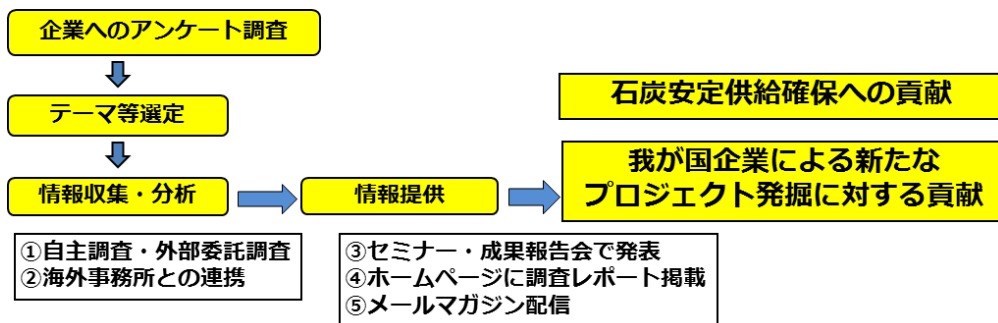 企業へのアンケート調査
テーマ等選定
情報収集・分析
①自主調査・外部委託調査
②海外事務所との連携
情報提供
③セミナー・成果報告会で発表
④ホームページに調査レポート掲載
⑤メールマガジン配信
石炭安定供給確保への貢献
我が国企業による新たな
プロジェクト発掘に対する貢献